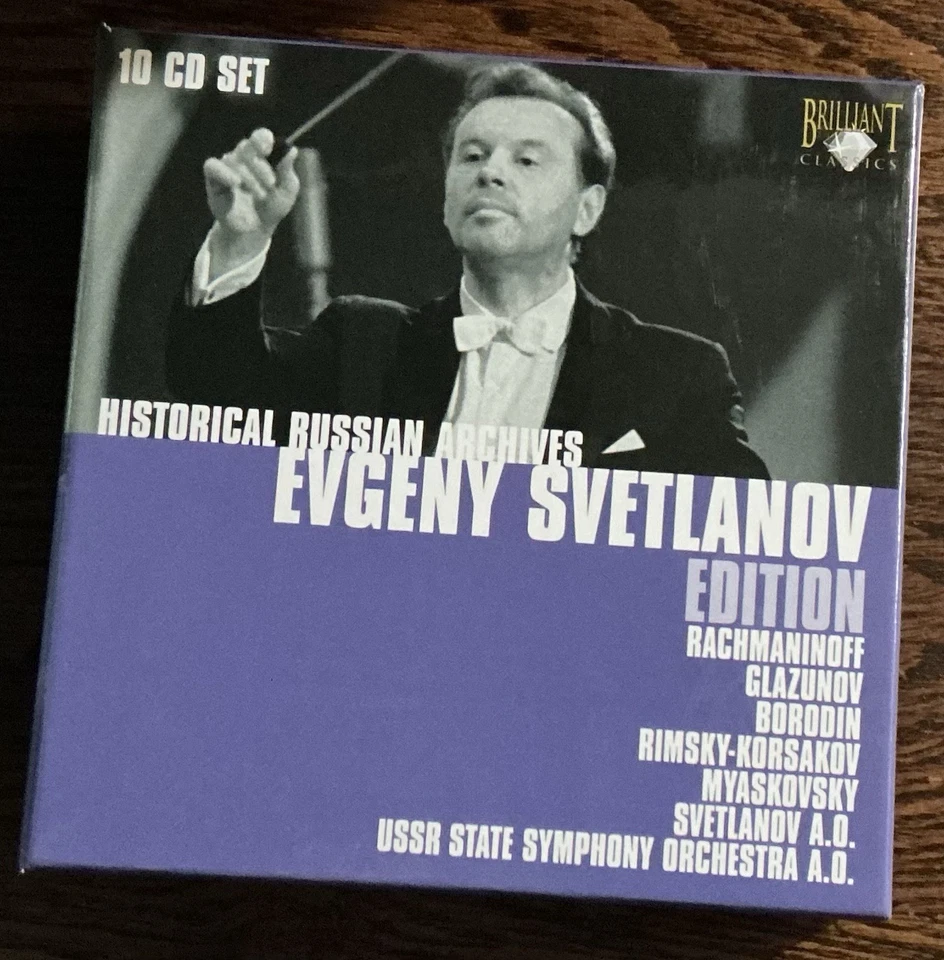 10 CD SET
BRILLIANT
CLASSICS
HISTORICAL RUSSIAN ARCHIVES
EVGENY SVETLANOV
EDITION
RACHMANINOFF
GLAZUNOV
BORODIN
RIMSKY-KORSAKOV
MYASKOVSKY
SVETLANOV A.O.
USSR STATE SYMPHONY ORCHESTRA A.O.